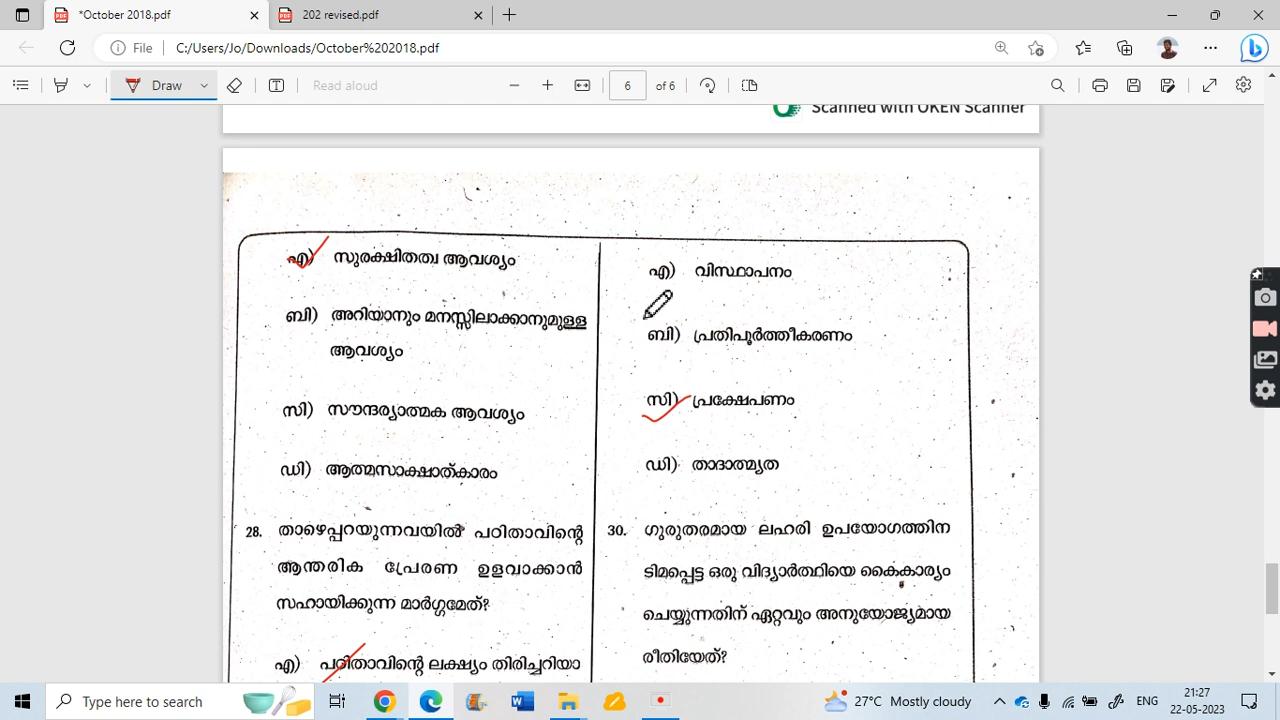 *October 2018.pdf
202 revised.pdf
File
C:/Users/Jo/Downloads/October%202018.pdf
Draw
Read aloud
6
of 6
Scanned with OKEN Scanner
എ) സുരക്ഷിതത്വ ആവശ്യം
ബി) അറിയാനും മനസ്സിലാക്കാനുമുള്ള
ആവശ്യം
സി) സൗന്ദര്യാത്മക ആവശ്യം
ഡി) ആത്മസാക്ഷാത്കാരം
28. താഴെപ്പറയുന്നവയിൽ പഠിതാവിന്റെ
ആന്തരിക പ്രേരണ ഉളവാക്കാൻ
സഹായിക്കുന്ന മാർഗ്ഗമേത്?
എ) പഠിതാവിന്റെ ലക്ഷ്യം തിരിച്ചറിയാ
എ) വിസ്ഥാപനം
ബി) പ്രതിപൂർത്തീകരണം
സി) പ്രക്ഷേപണം
ഡി) താദാത്മ്യത
30. ഗുരുതരമായ ലഹരി ഉപയോഗത്തിന
ടിമപ്പെട്ട ഒരു വിദ്യാർത്ഥിയെ കൈകാര്യം
ചെയ്യുന്നതിന് ഏറ്റവും അനുയോജ്യമായ
രീതിയേത്?
Type here to search
27°C Mostly cloudy
ENG
21:27
22-05-2023